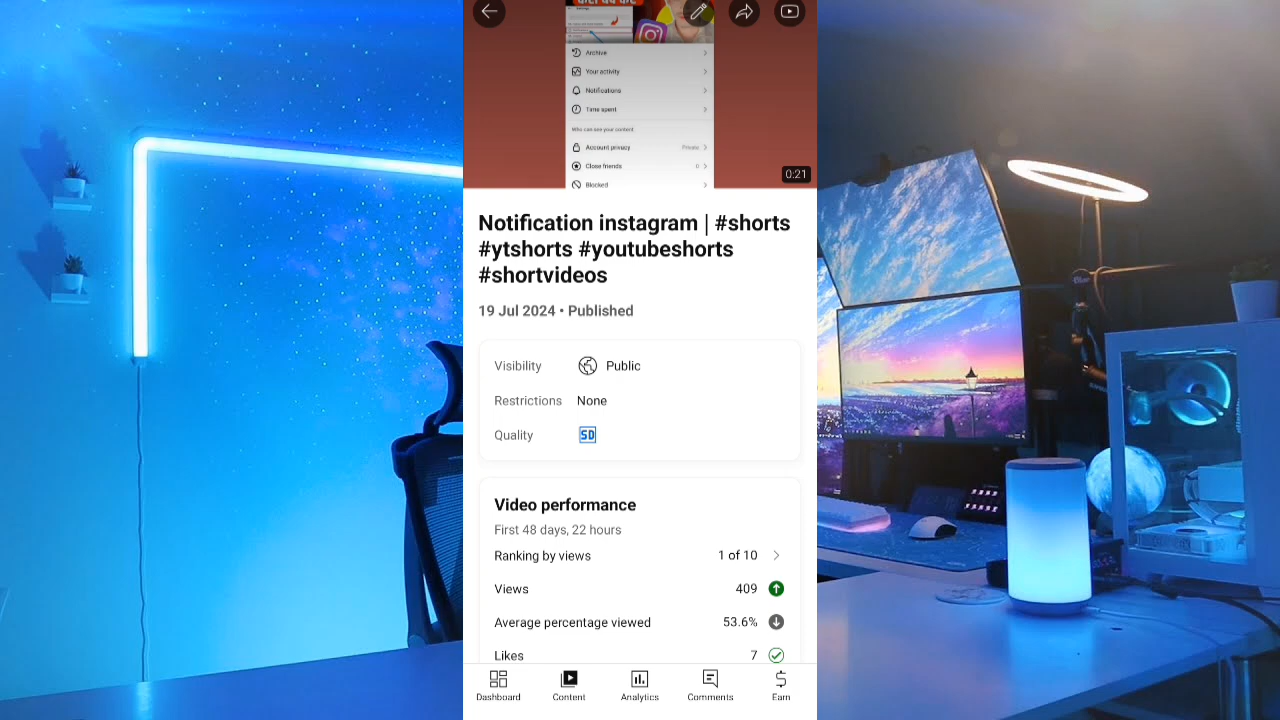 Archive
Your activity
Notifications
Time spent
Who can see your content
Account privacy Private
Close friends 0
Blocked
0:21
Notification instagram | #shorts
#ytshorts #youtubeshorts
#shortvideos
19 Jul 2024 • Published
Visibility Public
Restrictions None
Quality SD
Video performance
First 48 days, 22 hours
Ranking by views 1 of 10
Views 409
Average percentage viewed 53.6%
Likes 7
Dashboard Content Analytics Comments Earn